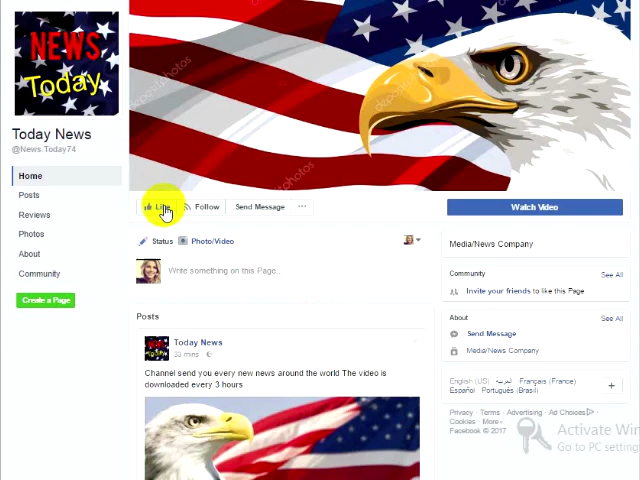 NEWS
Today
Today News
@News.Today74
Home
Posts
Reviews
Photos
About
Community
Create a Page
depositphotos
depositphotos
depositphotos
depositphotos
Like
Follow
Send Message
Watch Video
Status
Photo/Video
Write something on this Page..
Posts
Today News
33 mins
Channel send you every new news around the world The video is
downloaded every 3 hours
Media/News Company
Community
See All
Invite your friends to like this Page
About
See All
Send Message
Media/News Company
English (US) · العربية · Français (France) ·
Español · Português (Brasil)
Privacy · Terms · Advertising · Ad Choices ·
Cookies · More
Facebook © 2017
Activate Win
Go to PC setting